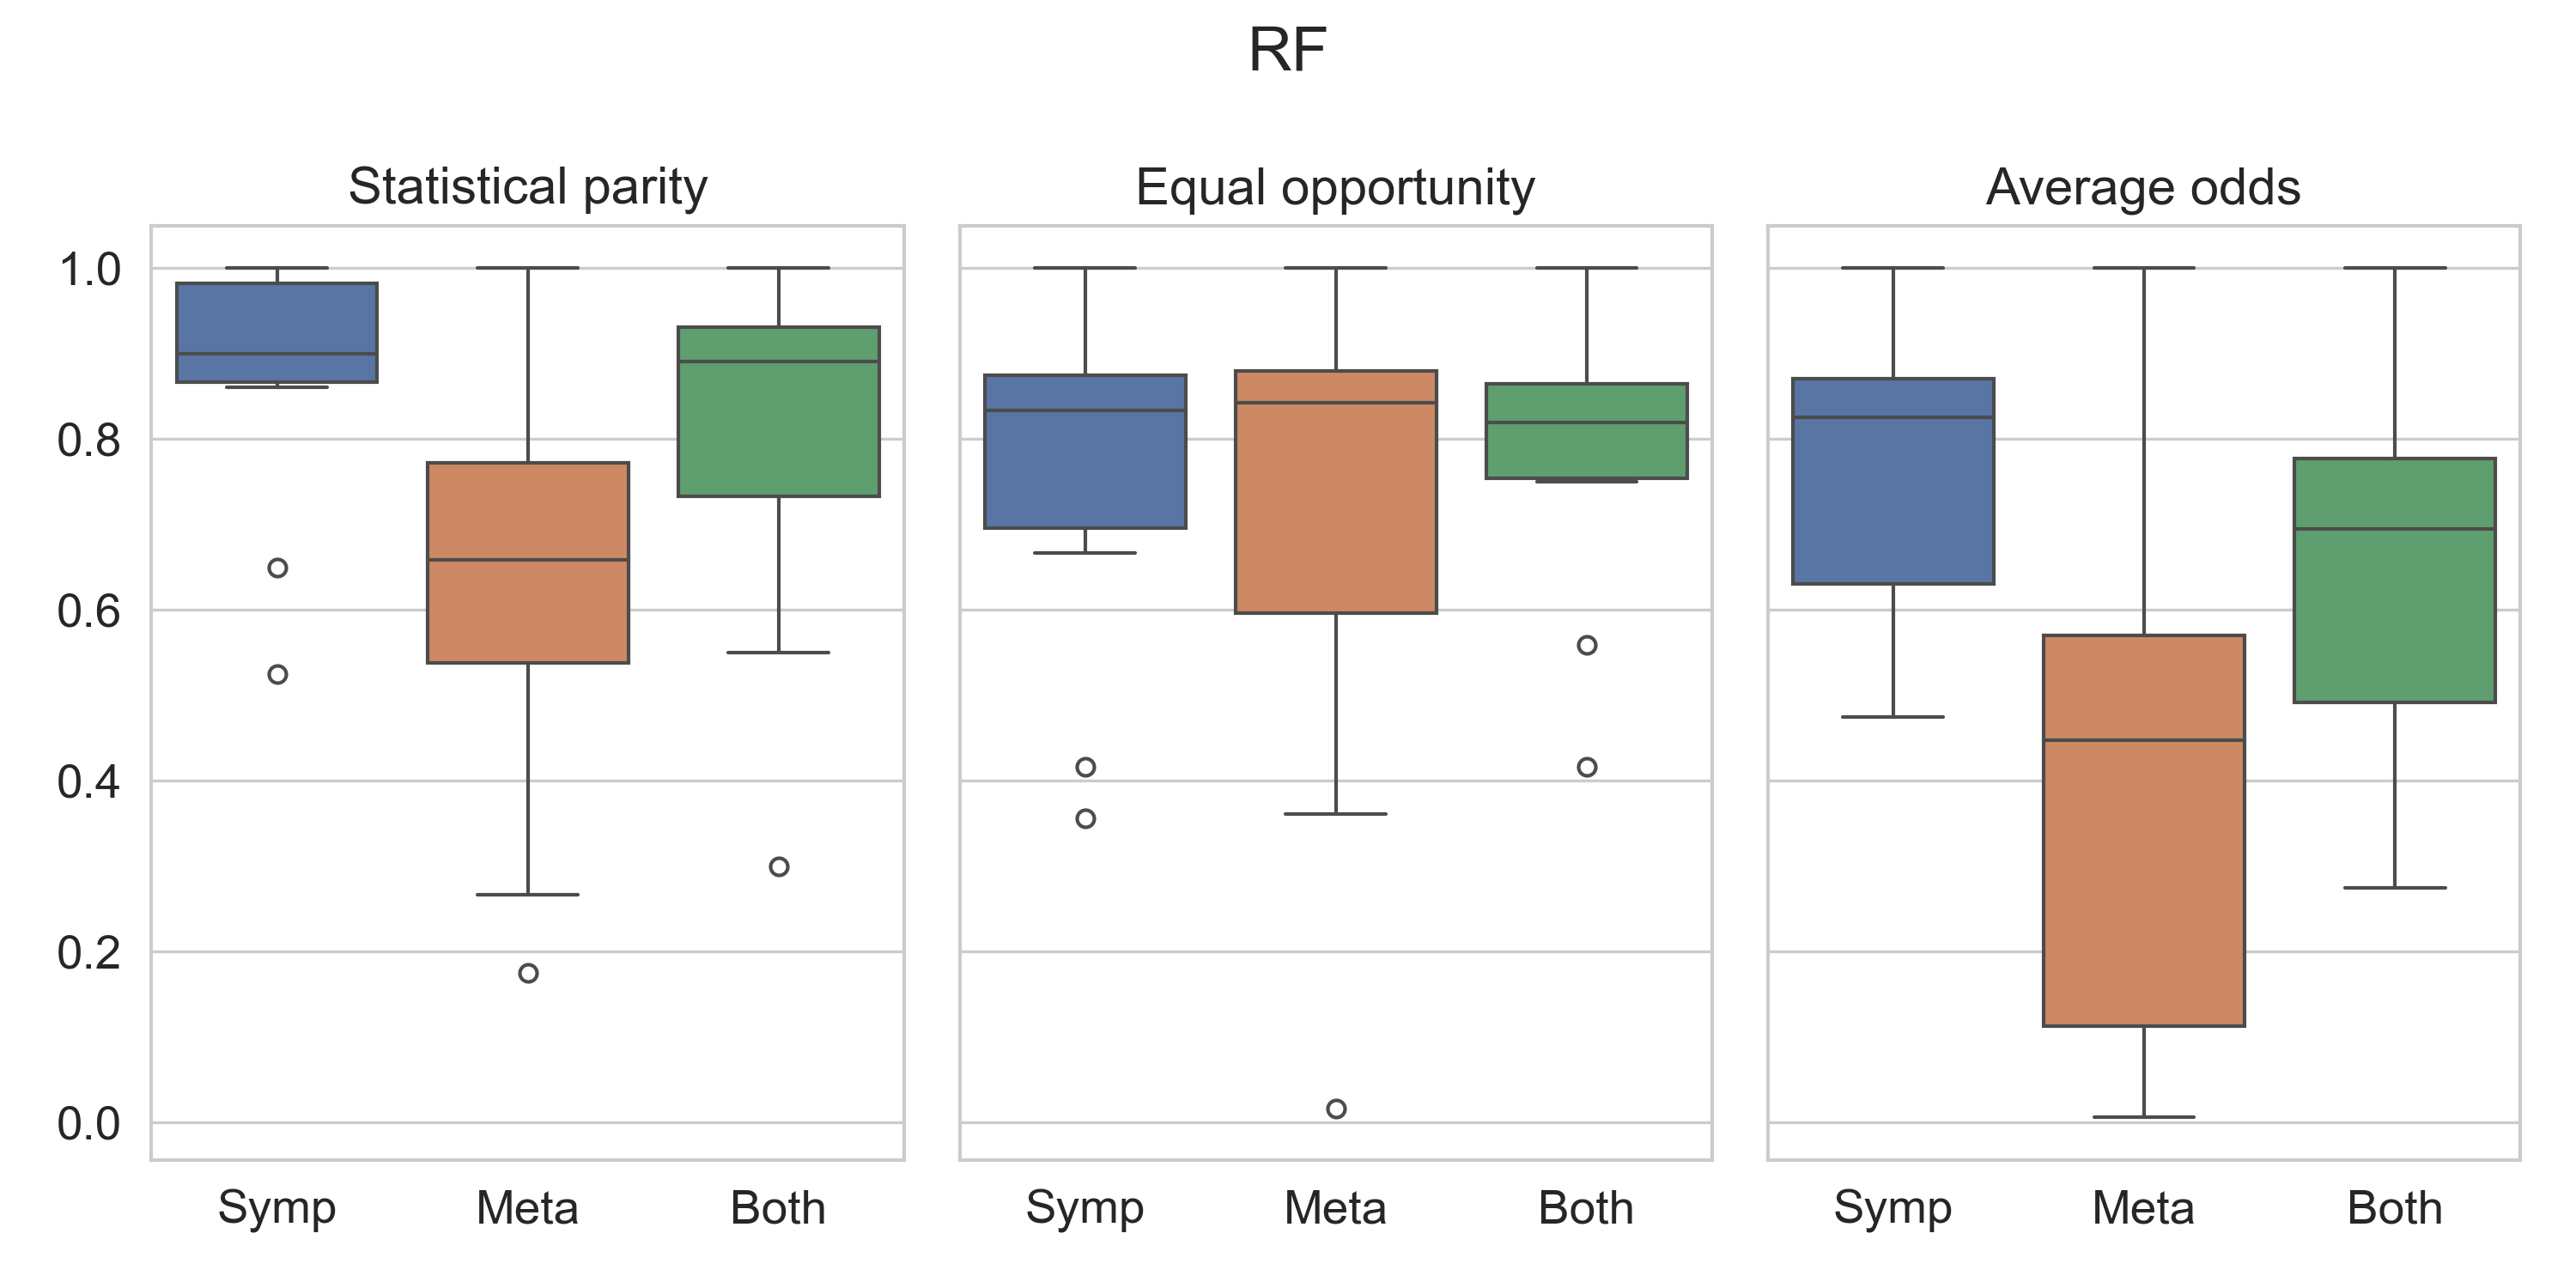 RF
Statistical parity
Equal opportunity
Average odds
1.0
0.8
0.6
0.4
0.2
0.0
Symp Meta Both
Symp Meta Both
Symp Meta Both